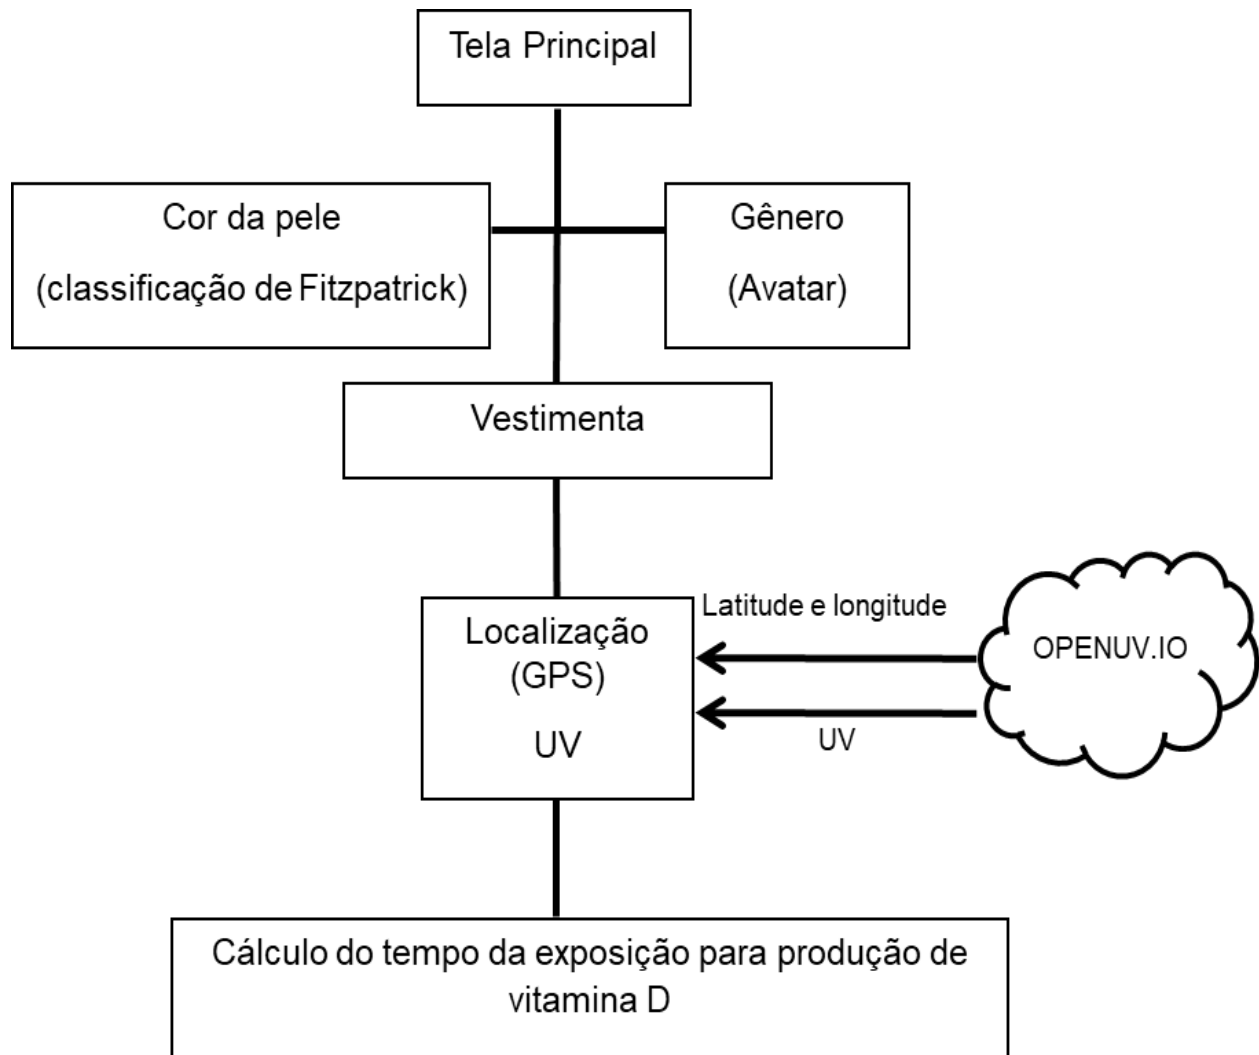 Tela Principal
Cor da pele
(classificação de Fitzpatrick)
Gênero
(Avatar)
Vestimenta
Localização
(GPS)
UV
Latitude e longitude
UV
OPENUV.IO
Cálculo do tempo da exposição para produção de
vitamina D